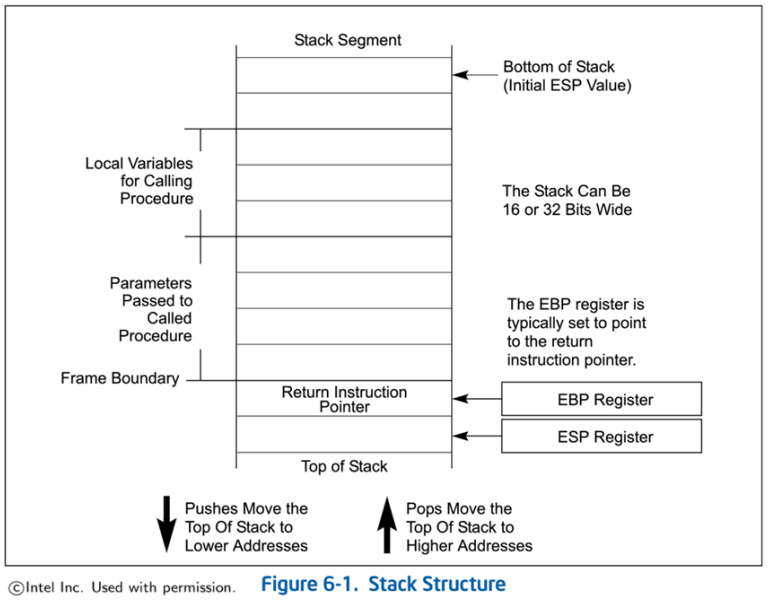 Stack Segment
Bottom of Stack
(Initial ESP Value)
Local Variables
for Calling
Procedure
The Stack Can Be
16 or 32 Bits Wide
Parameters
Passed to
Called
Procedure
The EBP register is
typically set to point
to the return
instruction pointer.
Frame Boundary
Return Instruction
Pointer
EBP Register
ESP Register
Top of Stack
Pushes Move the
Top Of Stack to
Lower Addresses
Pops Move the
Top Of Stack to
Higher Addresses
©Intel Inc. Used with permission.
Figure 6-1. Stack Structure